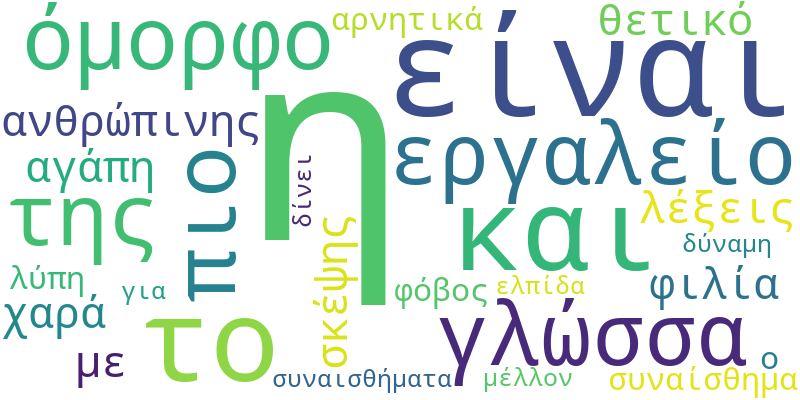 όμορφο
αρνητικά
θετικό
είναι
η
ανθρώπινης
εργαλείο
αγάπη
πιο
δίνει
της
και
λέξεις
σκέψης
δύναμη
λύπη
για
φόβος
ελπίδα
φιλία
χαρά
το
γλώσσα
με
ο
συναισθήματα
μέλλον
συναίσθημα